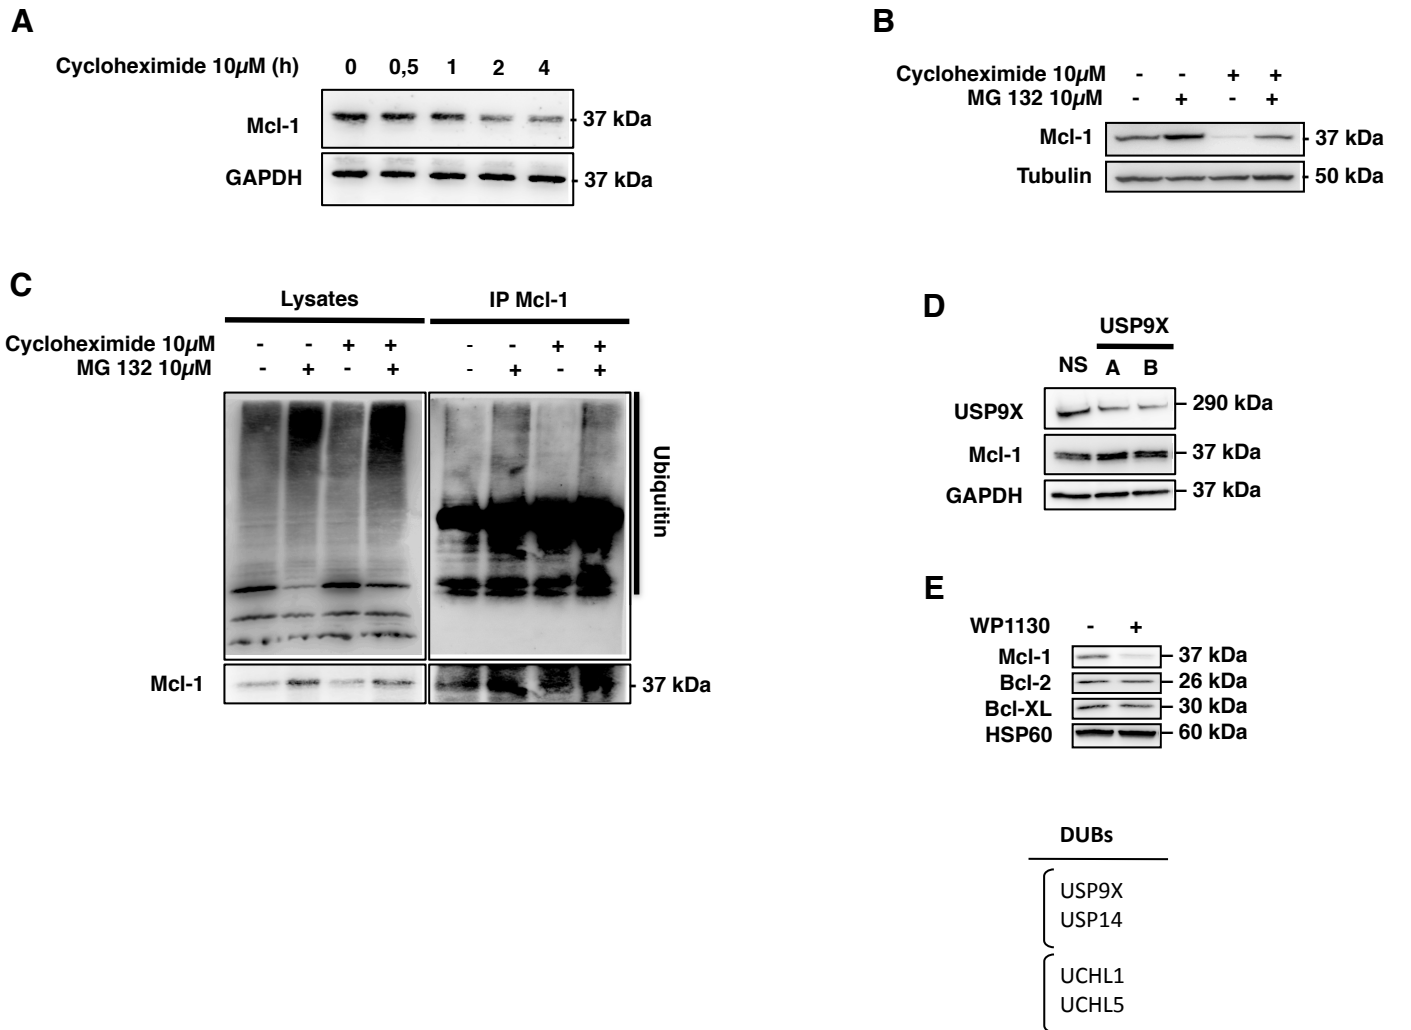 A
Cycloheximide 10µM (h) 0 0,5 1 2 4
Mcl-1 37 kDa
GAPDH 37 kDa
B
Cycloheximide 10µM - - + +
MG 132 10µM - + - +
Mcl-1 37 kDa
Tubulin 50 kDa
C
Lysates IP Mcl-1
Cycloheximide 10µM - - + + - - + +
MG 132 10µM - + - + - + - +
Ubiquitin
Mcl-1 37 kDa
D
USP9X
NS A B
USP9X 290 kDa
Mcl-1 37 kDa
GAPDH 37 kDa
E
WP1130 - +
Mcl-1 37 kDa
Bcl-2 26 kDa
Bcl-XL 30 kDa
HSP60 60 kDa
DUBs
USP9X
USP14
UCHL1
UCHL5